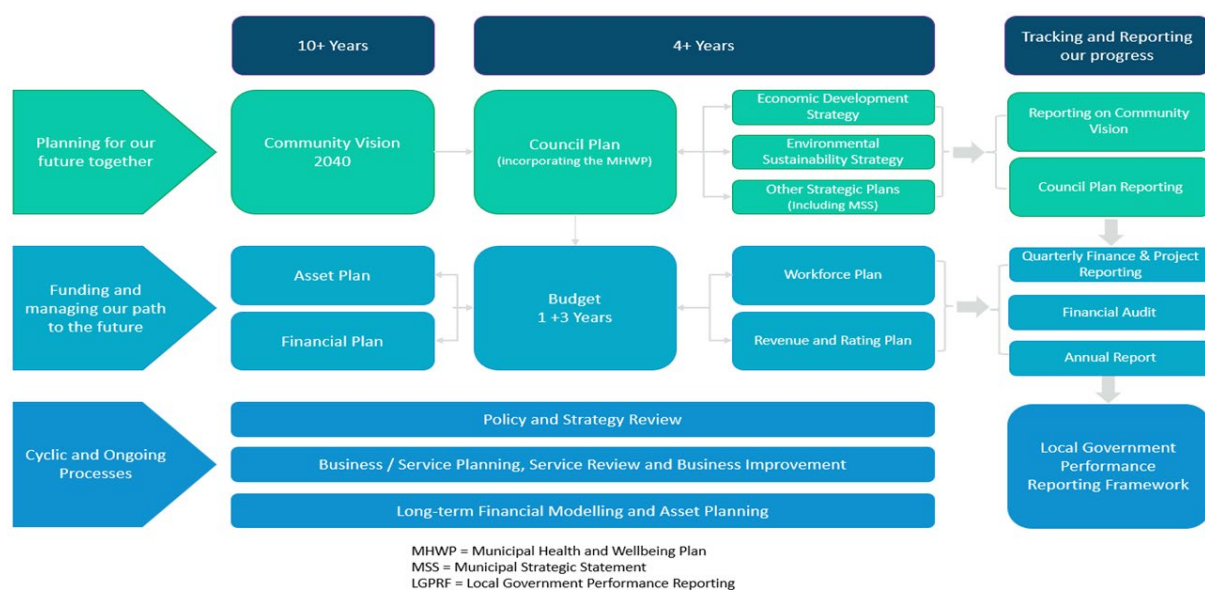 10+ Years
4+ Years
Tracking and Reporting
our progress
Planning for our
future together
Community Vision
2040
Council Plan
(incorporating the MHWP)
Economic Development
Strategy
Environmental
Sustainability Strategy
Other Strategic Plans
(Including MSS)
Reporting on Community
Vision
Council Plan Reporting
Funding and
managing our path
to the future
Asset Plan
Financial Plan
Budget
1 +3 Years
Workforce Plan
Revenue and Rating Plan
Quarterly Finance & Project
Reporting
Financial Audit
Annual Report
Cyclic and Ongoing
Processes
Policy and Strategy Review
Business / Service Planning, Service Review and Business Improvement
Long-term Financial Modelling and Asset Planning
Local Government
Performance
Reporting Framework
MHWP = Municipal Health and Wellbeing Plan
MSS = Municipal Strategic Statement
LGPRF = Local Government Performance Reporting